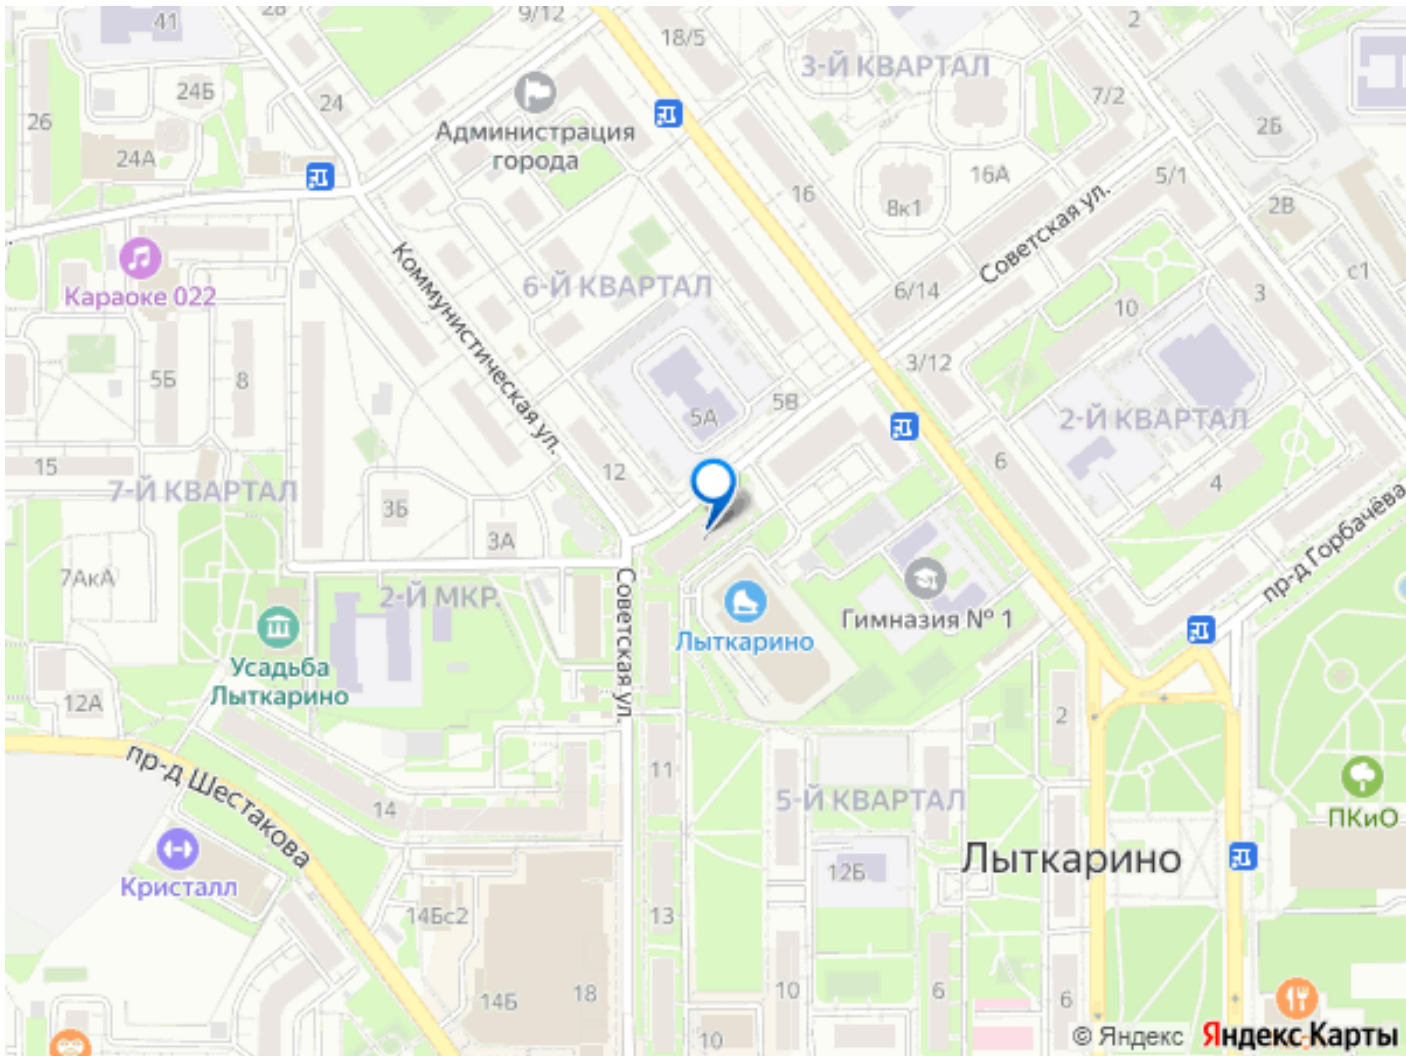 41
2в
9/12
18/5
2
3-Й КВАРТАЛ
7/2
24Б
24
26
Администрация
города
2Б
24А
16
16А
5/1
8к1
2В
Советская ул.
Коммунистическая ул.
Караоке 022
6-Й КВАРТАЛ
6/14
с1
3
10
3/12
5Б
8
5А
5В
2-Й КВАРТАЛ
15
12
6
4
7-Й КВАРТАЛ
3Б
3А
пр-д Горбачёва
7АкА
2-Й МКР.
Советская ул.
Гимназия № 1
Лыткарино
Усадьба
Лыткарино
12А
2
пр-д Шестакова
11
14
5-Й КВАРТАЛ
ПКиО
Лыткарино
12Б
Кристалл
14Бс2
13
14Б
18
10
6
6
10
© Яндекс Яндекс Карты